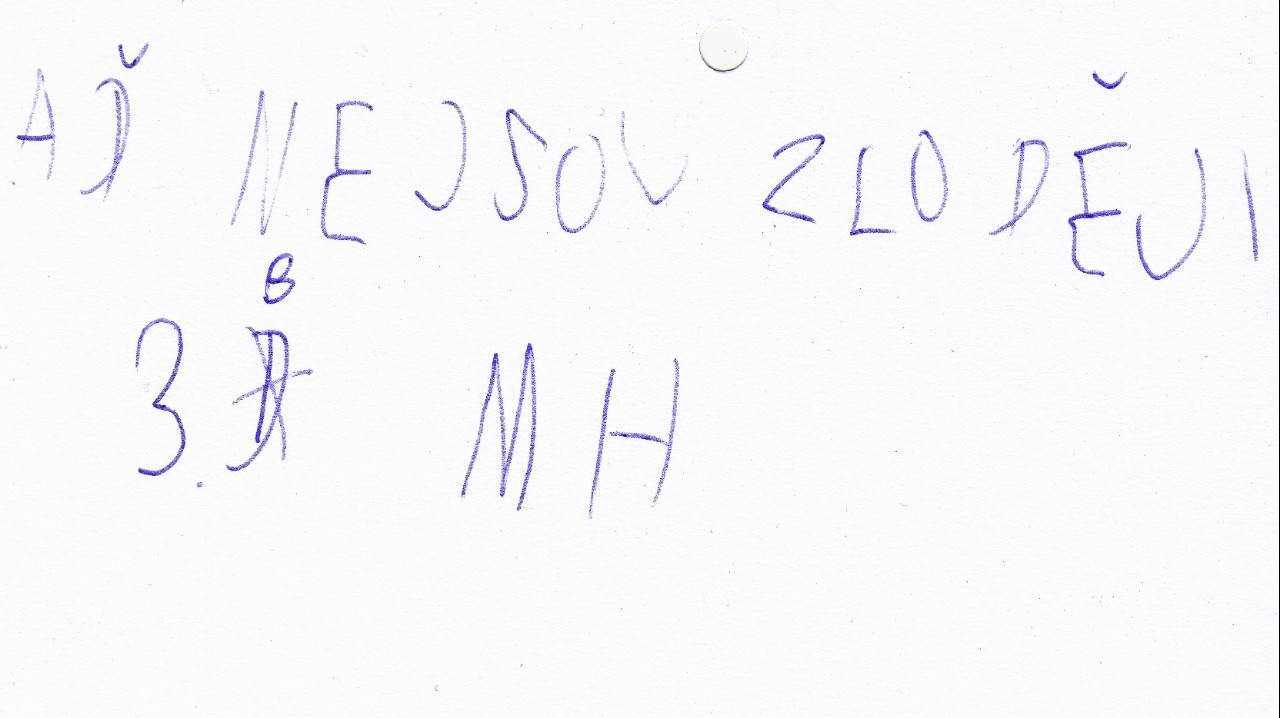 AĎ NEJSOU ZLODĚJI
3. B MH